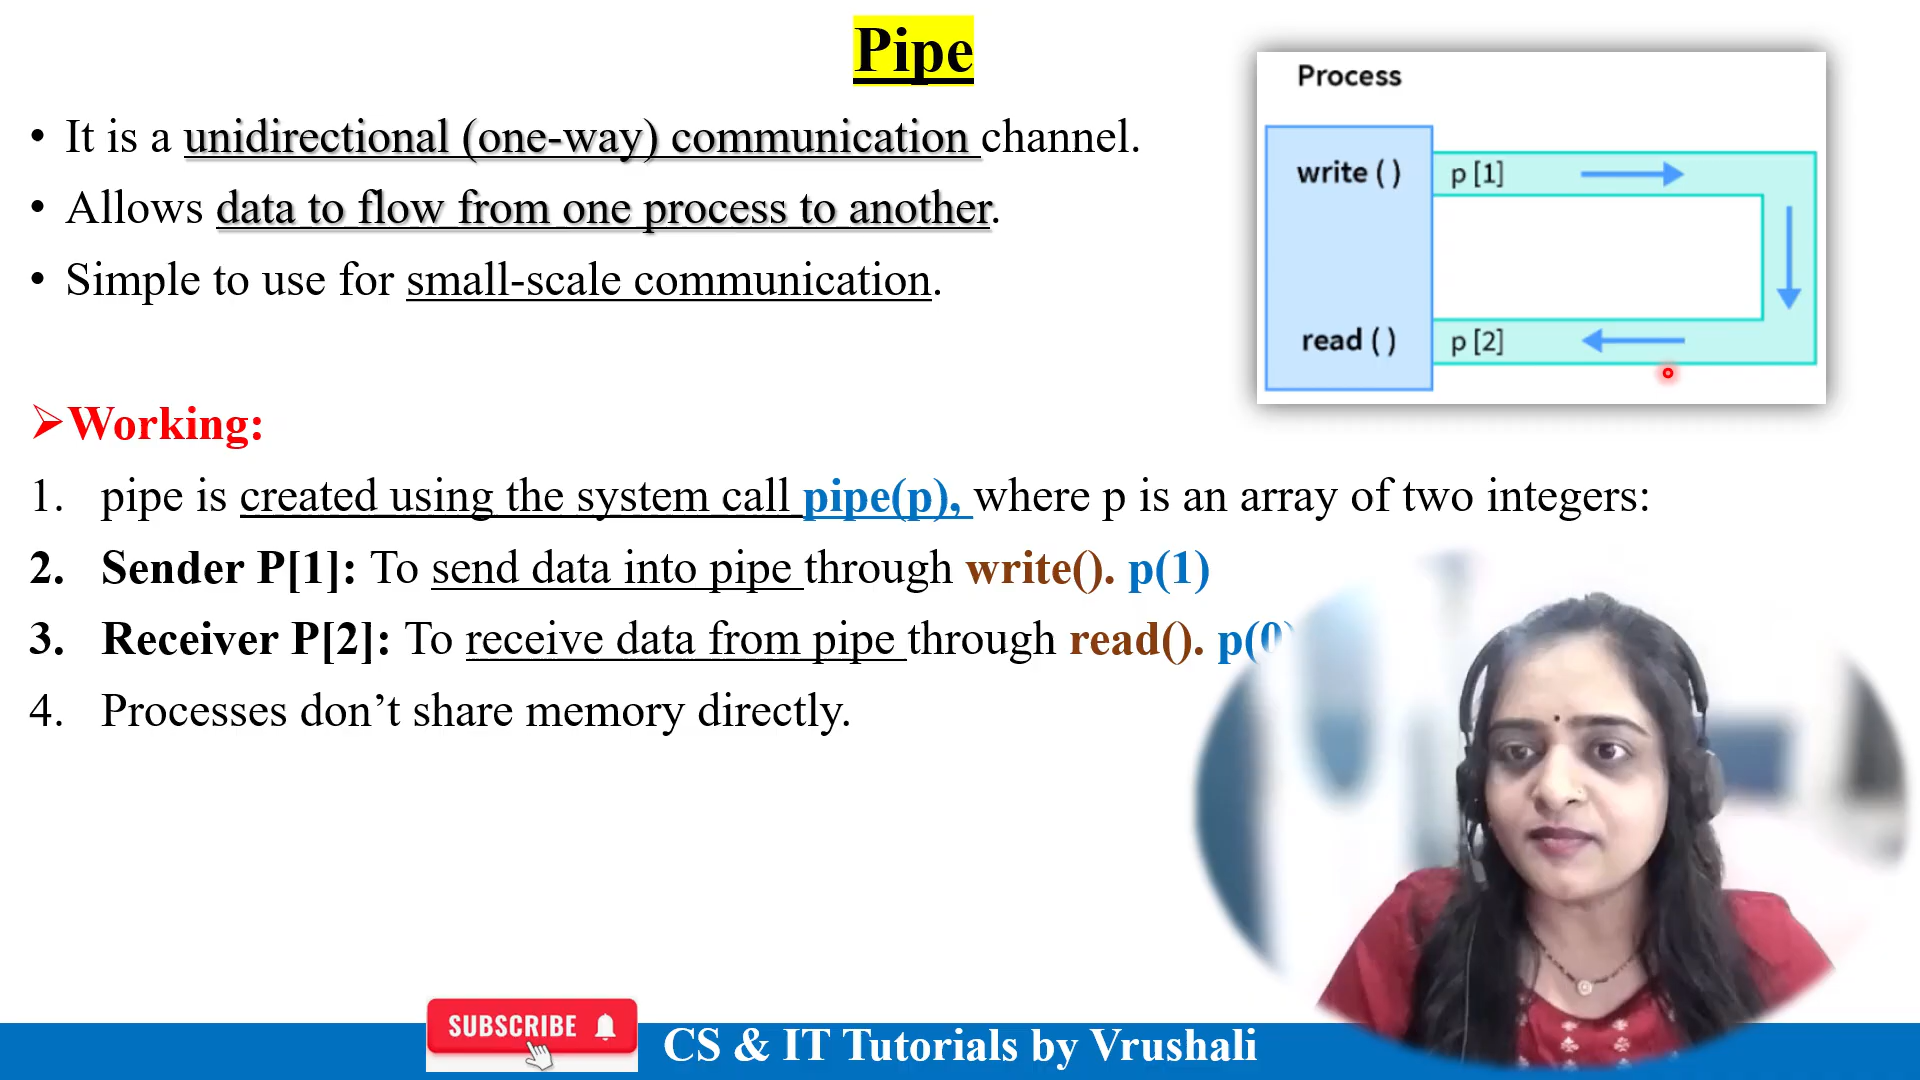 Pipe
• It is a unidirectional (one-way) communication channel.
• Allows data to flow from one process to another.
• Simple to use for small-scale communication.
Process
write ( ) p [1]
read ( ) p [2]
➢Working:
1. pipe is created using the system call pipe(p), where p is an array of two integers:
2. Sender P[1]: To send data into pipe through write(). p(1)
3. Receiver P[2]: To receive data from pipe through read(). p(0)
4. Processes don’t share memory directly.
SUBSCRIBE
CS & IT Tutorials by Vrushali